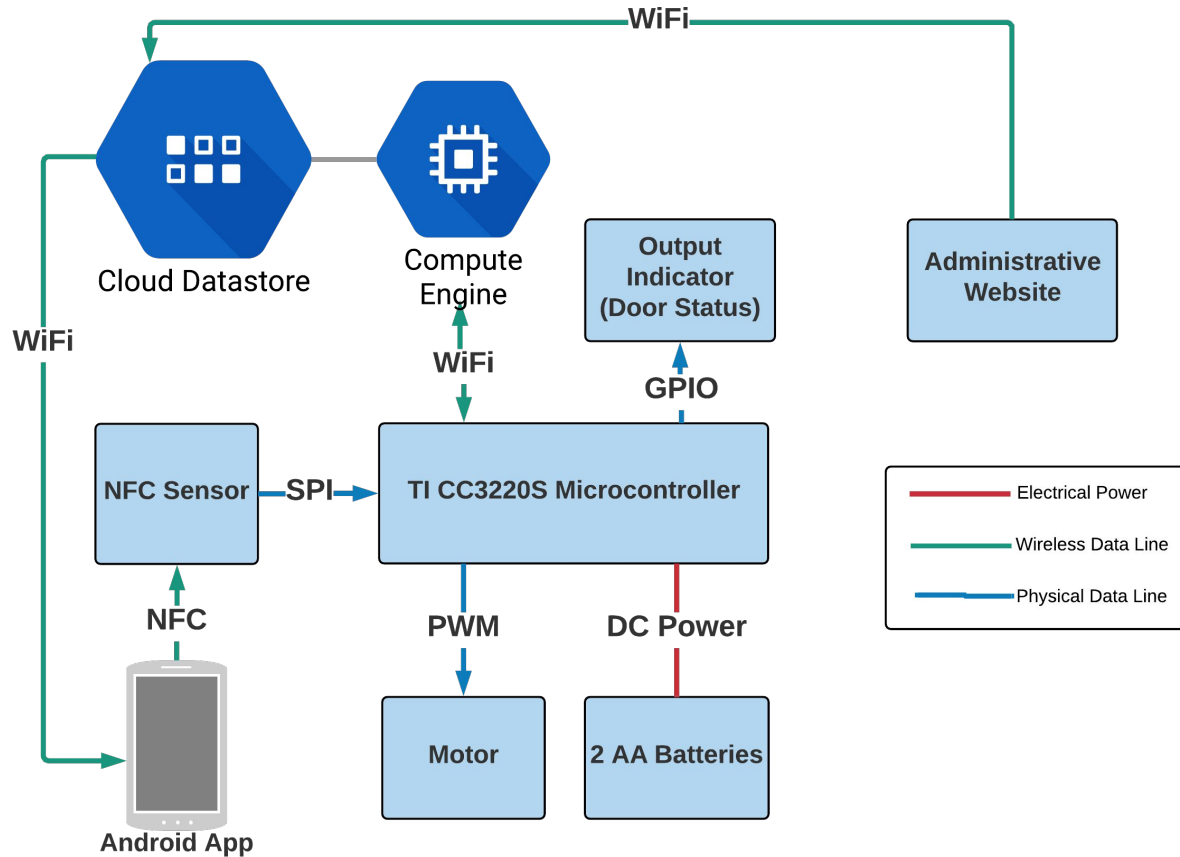 WiFi
Cloud Datastore
Compute
Engine
Output
Indicator
(Door Status)
Administrative
Website
WiFi
WiFi
GPIO
NFC Sensor
SPI
TI CC3220S Microcontroller
Electrical Power
Wireless Data Line
Physical Data Line
NFC
PWM
DC Power
Motor
2 AA Batteries
Android App